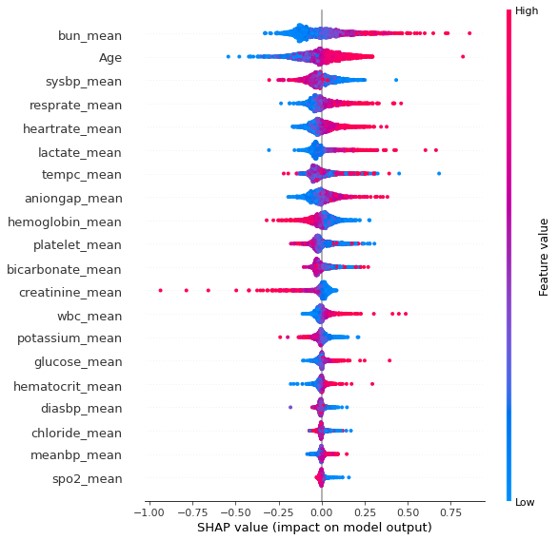 High
bun_mean
Age
sysbp_mean
resprate_mean
heartrate_mean
lactate_mean
tempc_mean
aniongap_mean
hemoglobin_mean
platelet_mean
bicarbonate_mean
creatinine_mean
wbc_mean
potassium_mean
glucose_mean
hematocrit_mean
diasbp_mean
chloride_mean
meanbp_mean
spo2_mean
Feature value
Low
−1.00 −0.75 −0.50 −0.25 0.00 0.25 0.50 0.75
SHAP value (impact on model output)